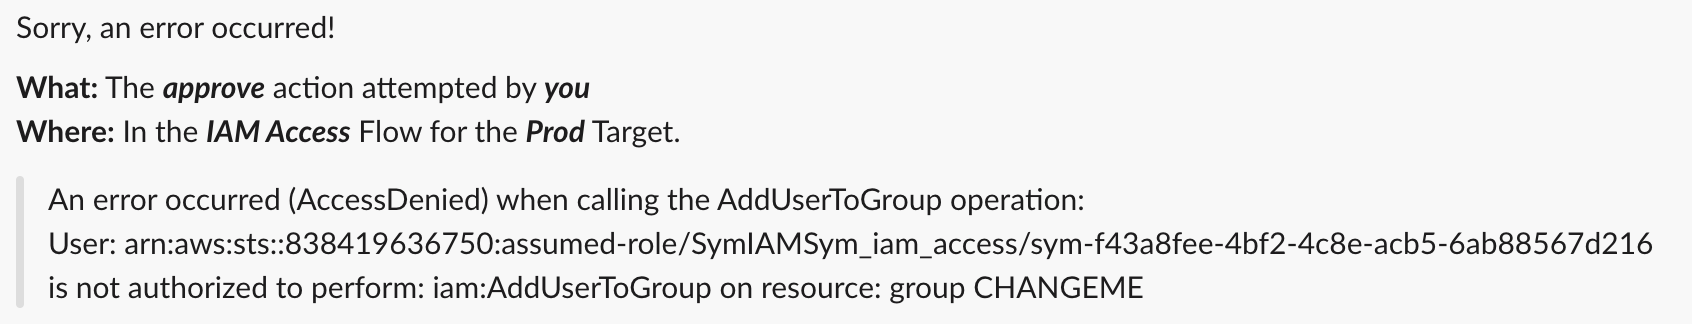 Sorry, an error occurred!
What: The approve action attempted by you
Where: In the IAM Access Flow for the Prod Target.
An error occurred (AccessDenied) when calling the AddUserToGroup operation:
User: arn:aws:sts::838419636750:assumed-role/SymIAMSym_iam_access/sym-f43a8fee-4bf2-4c8e-acb5-6ab88567d216
is not authorized to perform: iam:AddUserToGroup on resource: group CHANGEME